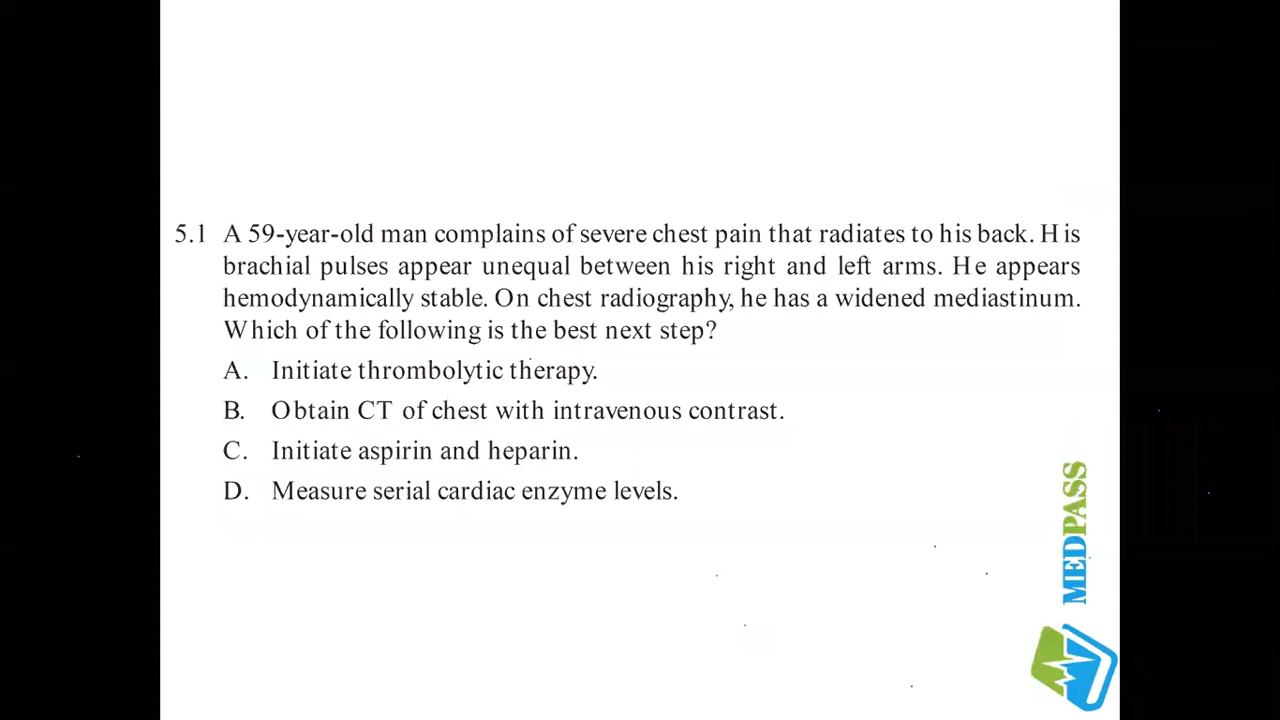 5.1 A 59-year-old man complains of severe chest pain that radiates to his back. His
brachial pulses appear unequal between his right and left arms. He appears
hemodynamically stable. On chest radiography, he has a widened mediastinum.
Which of the following is the best next step?
A. Initiate thrombolytic therapy.
B. Obtain CT of chest with intravenous contrast.
C. Initiate aspirin and heparin.
D. Measure serial cardiac enzyme levels.
MEDPASS